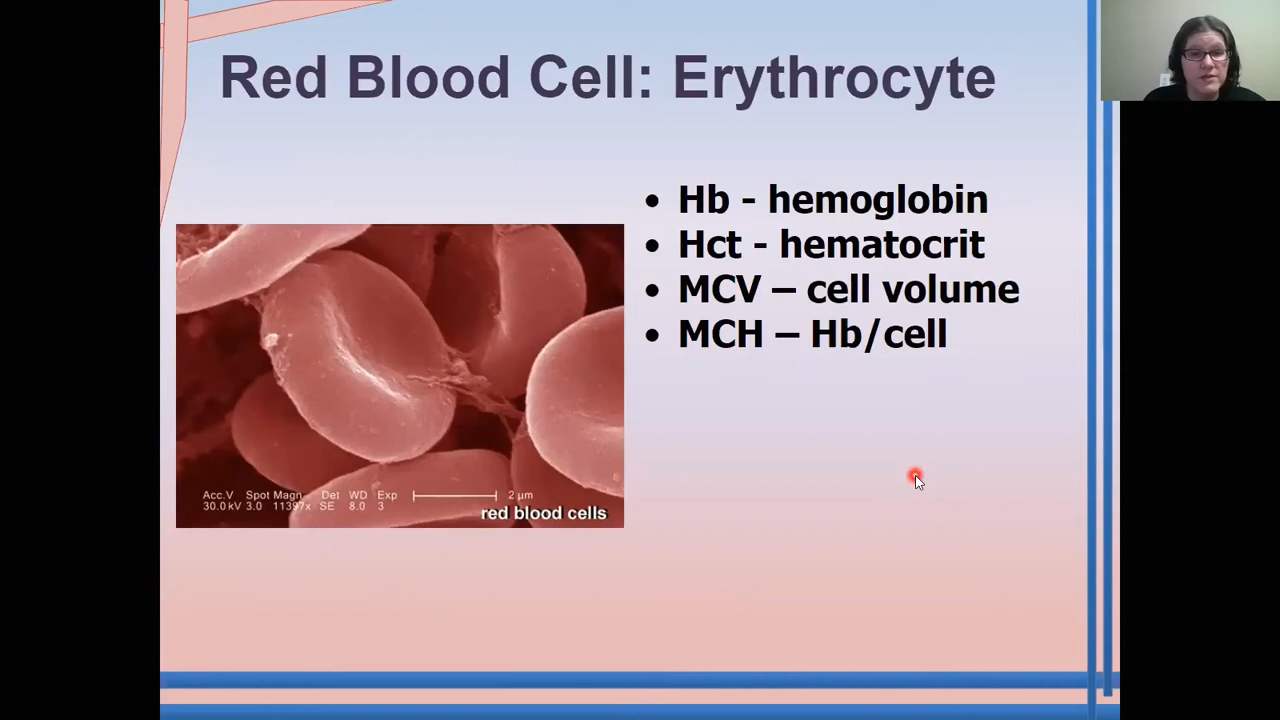 Red Blood Cell: Erythrocyte
• Hb - hemoglobin
• Hct - hematocrit
• MCV – cell volume
• MCH – Hb/cell
Acc.V Spot Magn Det WD Exp 2 µm
30.0 kV 3.0 11397x SE 8.0 3
red blood cells